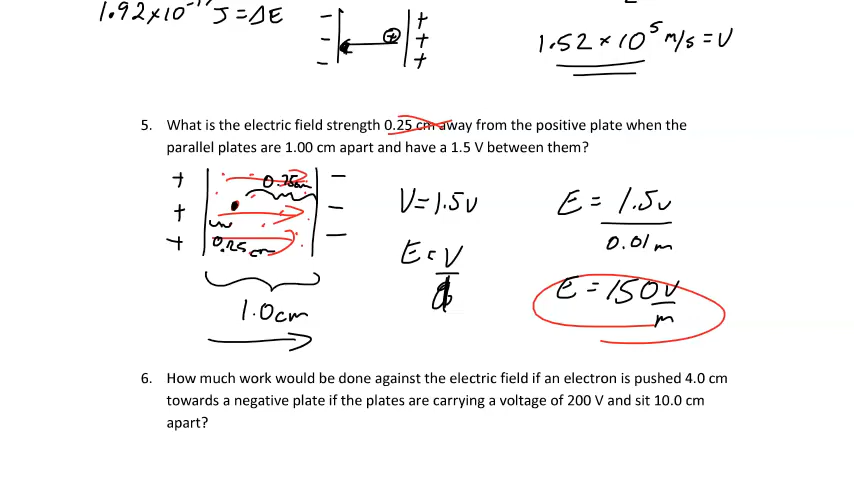 1.92×10⁻¹ J = ΔE
− +
− + +
− +
1.52 × 10⁵ m/s = V
5. What is the electric field strength 0.25 cm away from the positive plate when the
parallel plates are 1.00 cm apart and have a 1.5 V between them?
+ −
0.75cm
+ −
+ −
0.25 cm
1.0cm
V=1.5v
E = V
d
E = 1.5v
0.01m
E = 150 v
m
6. How much work would be done against the electric field if an electron is pushed 4.0 cm
towards a negative plate if the plates are carrying a voltage of 200 V and sit 10.0 cm
apart?